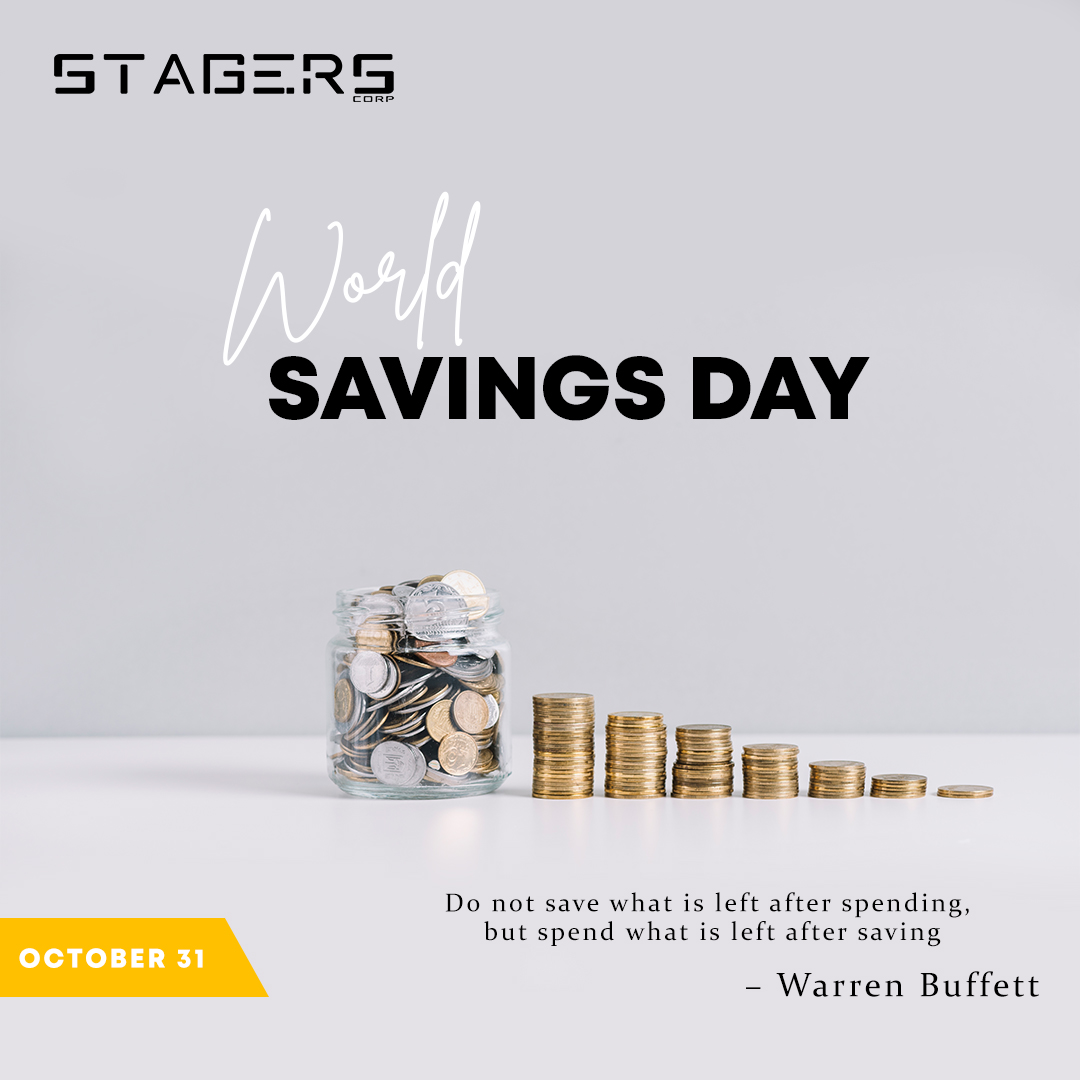 STAGERS
CORP
World
SAVINGS DAY
Do not save what is left after spending,
but spend what is left after saving
– Warren Buffett
OCTOBER 31